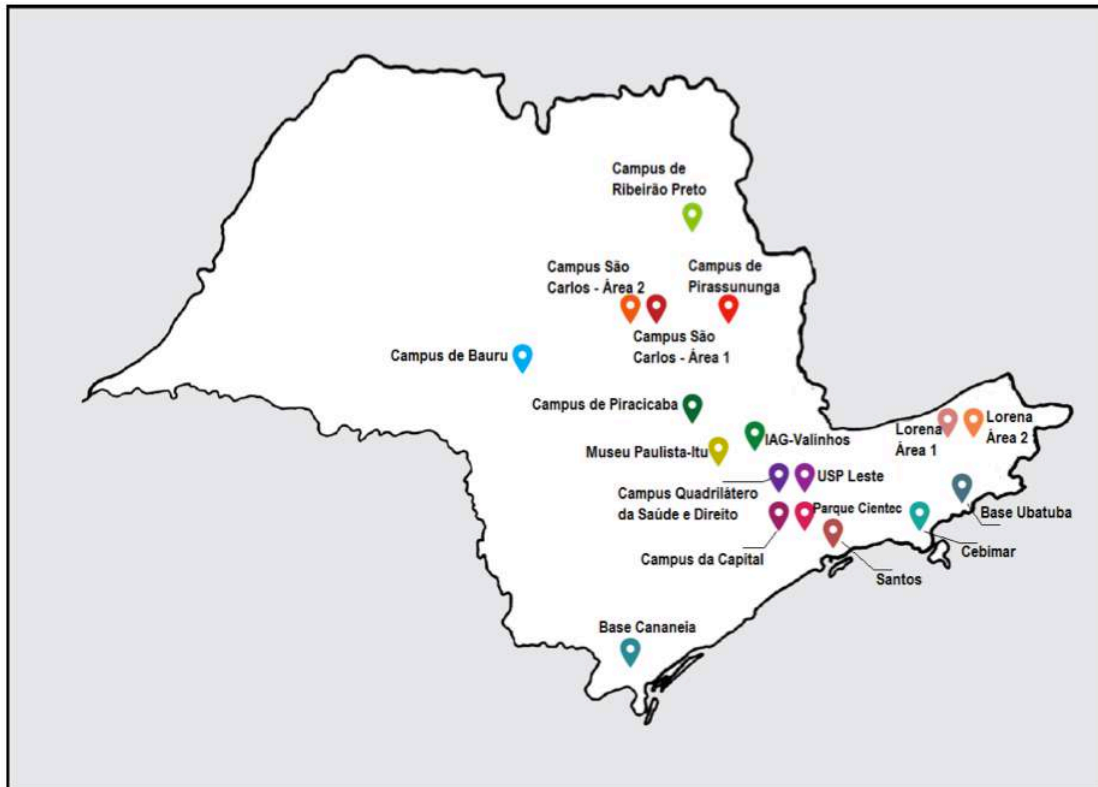 Campus de
Ribeirão Preto
Campus São
Carlos - Área 2
Campus de
Pirassununga
Campus São
Carlos - Área 1
Campus de Bauru
Campus de Piracicaba
IAG-Valinhos
Lorena
Área 1
Lorena
Área 2
Museu Paulista-Itu
USP Leste
Campus Quadrilátero
da Saúde e Direito
Parque Cientec
Base Ubatuba
Campus da Capital
Cebimar
Santos
Base Cananeia